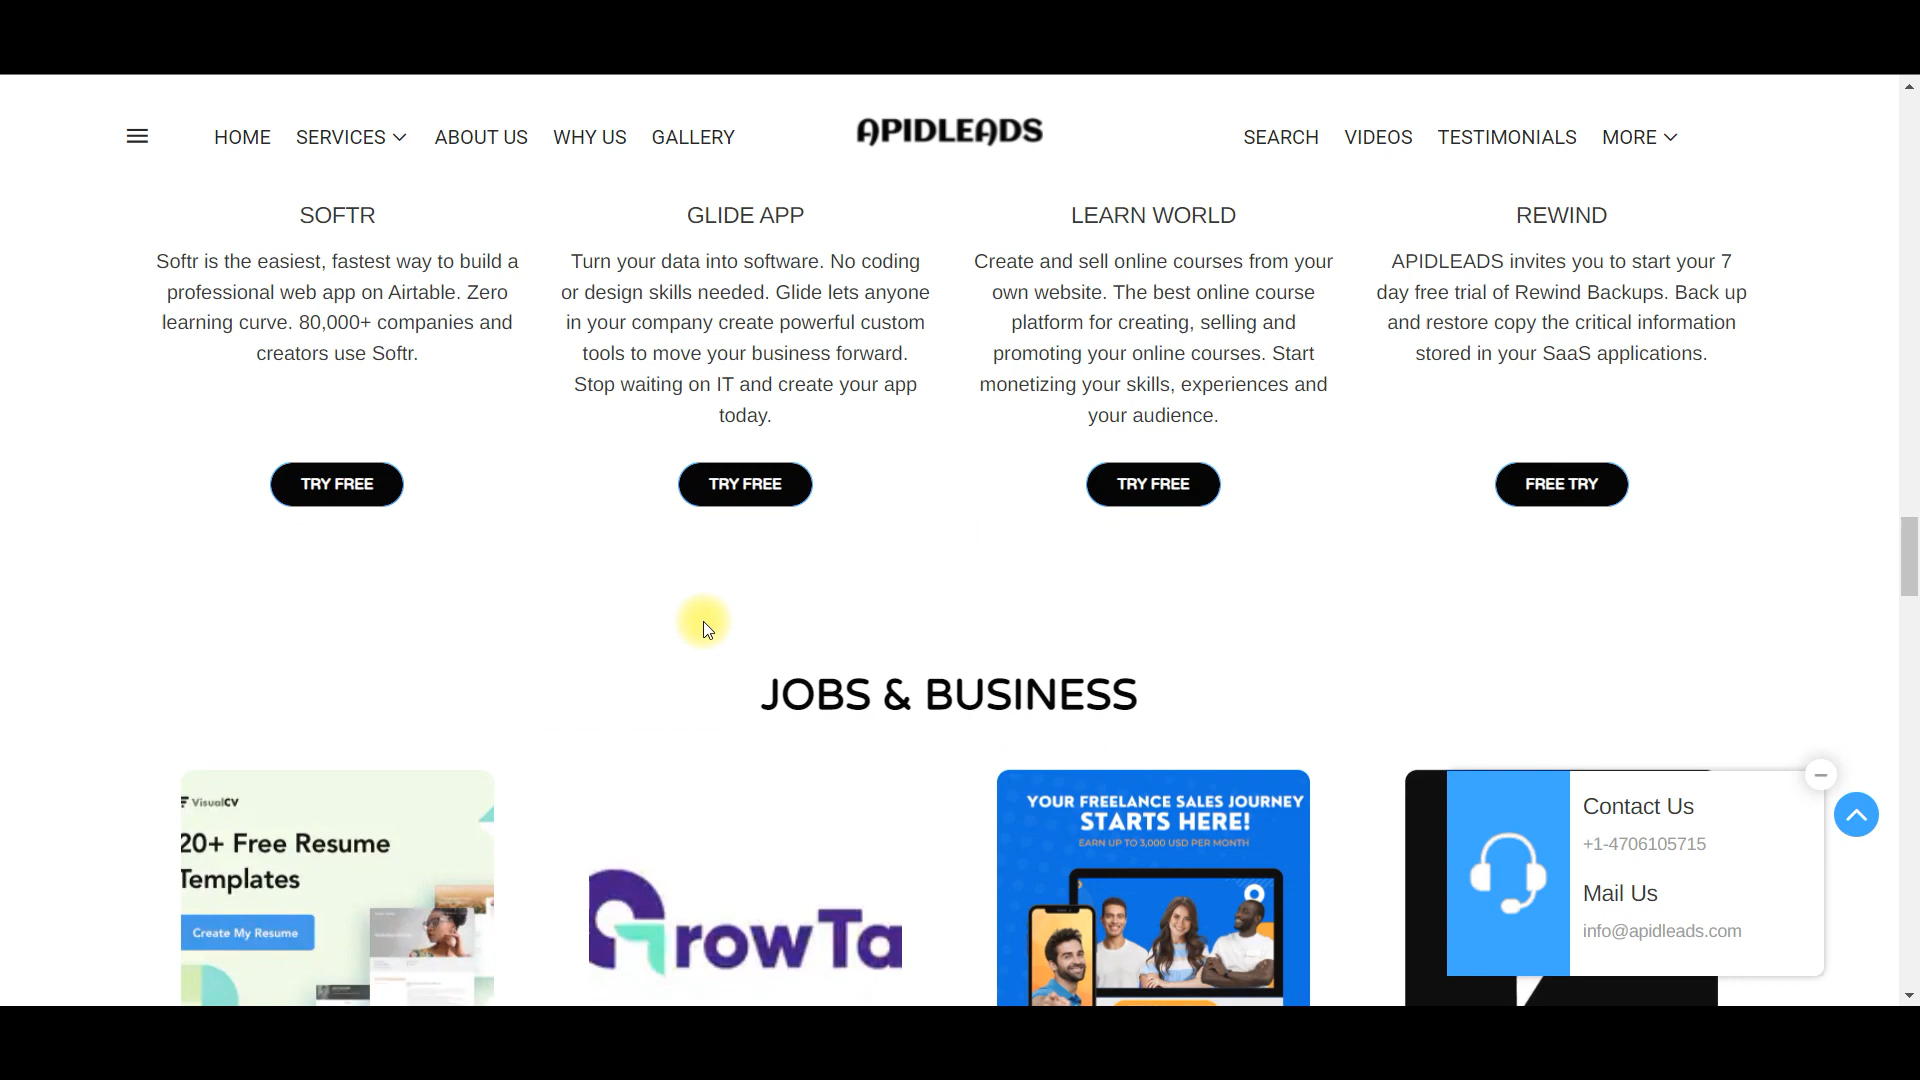 HOME SERVICES ABOUT US WHY US GALLERY APIDLEADS SEARCH VIDEOS TESTIMONIALS MORE
SOFTR
Softr is the easiest, fastest way to build a
professional web app on Airtable. Zero
learning curve. 80,000+ companies and
creators use Softr.
TRY FREE
GLIDE APP
Turn your data into software. No coding
or design skills needed. Glide lets anyone
in your company create powerful custom
tools to move your business forward.
Stop waiting on IT and create your app
today.
TRY FREE
LEARN WORLD
Create and sell online courses from your
own website. The best online course
platform for creating, selling and
promoting your online courses. Start
monetizing your skills, experiences and
your audience.
TRY FREE
REWIND
APIDLEADS invites you to start your 7
day free trial of Rewind Backups. Back up
and restore copy the critical information
stored in your SaaS applications.
FREE TRY
JOBS & BUSINESS
VisualCV
20+ Free Resume
Templates
Create My Resume
GrowTa
YOUR FREELANCE SALES JOURNEY
STARTS HERE!
EARN UP TO 3,000 USD PER MONTH
Contact Us
+1-4706105715
Mail Us
info@apidleads.com